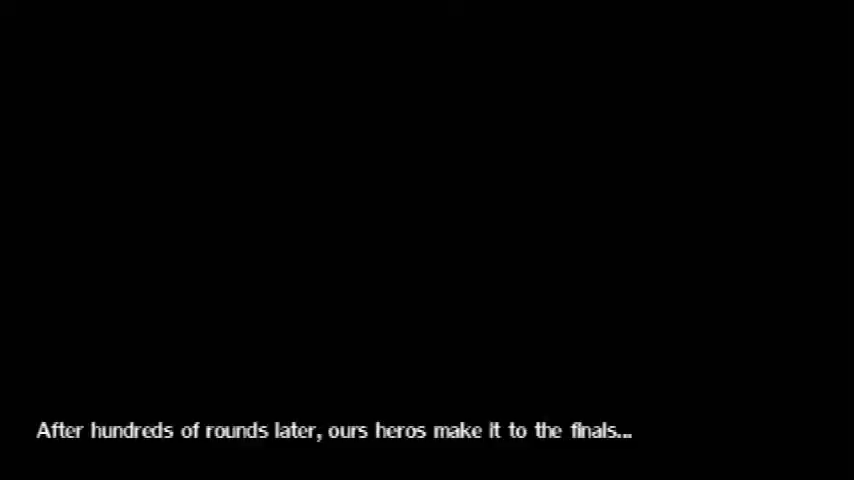 After hundreds of rounds later, ours heros make it to the finals...